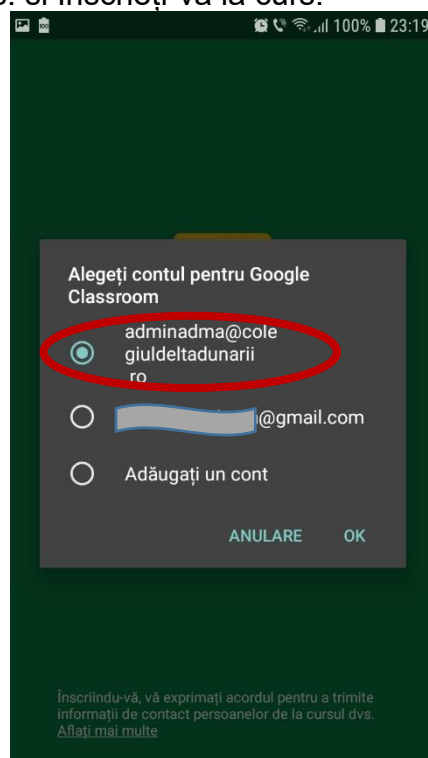 si înscrieți vă la curs.
100% 23:19
Alegeți contul pentru Google
Classroom
adminadma@cole
giuldeltadunarii
.ro
@gmail.com
Adăugați un cont
ANULARE OK
Înscriindu-vă, vă exprimați acordul pentru a trimite
informații de contact persoanelor de la cursul dvs.
Aflați mai multe